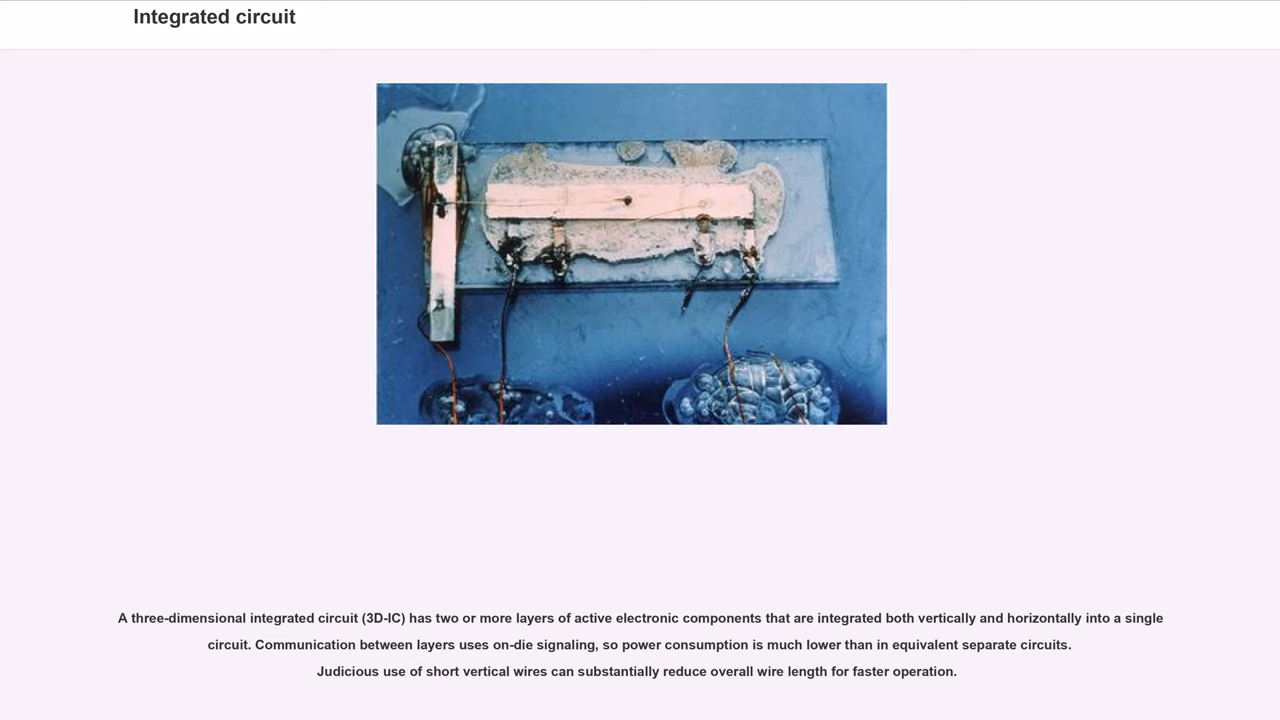 Integrated circuit
A three-dimensional integrated circuit (3D-IC) has two or more layers of active electronic components that are integrated both vertically and horizontally into a single
circuit. Communication between layers uses on-die signaling, so power consumption is much lower than in equivalent separate circuits.
Judicious use of short vertical wires can substantially reduce overall wire length for faster operation.